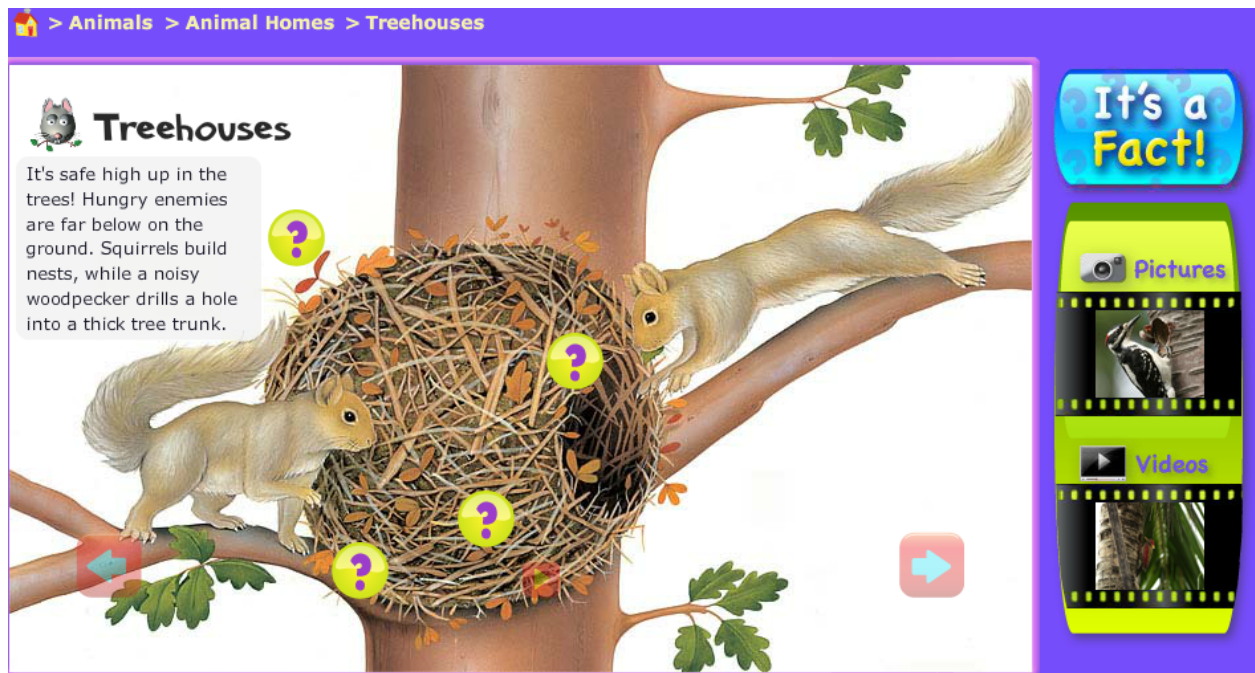 > Animals > Animal Homes > Treehouses
Treehouses
It's safe high up in the
trees! Hungry enemies
are far below on the
ground. Squirrels build
nests, while a noisy
woodpecker drills a hole
into a thick tree trunk.
?
?
?
?
It's a
Fact!
Pictures
Videos